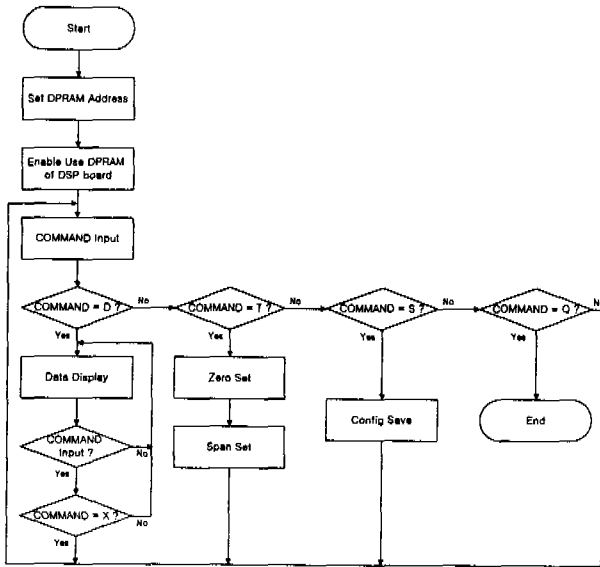 Start
Set DPRAM Address
Enable Use DPRAM
of DSP board
COMMAND Input
COMMAND = D ?
No
COMMAND = T ?
No
COMMAND = S ?
No
COMMAND = Q ?
No
Yes
Yes
Yes
Yes
Data Display
Zero Set
Config Save
End
COMMAND
Input ?
No
Span Set
Yes
COMMAND = X ?
No
Yes